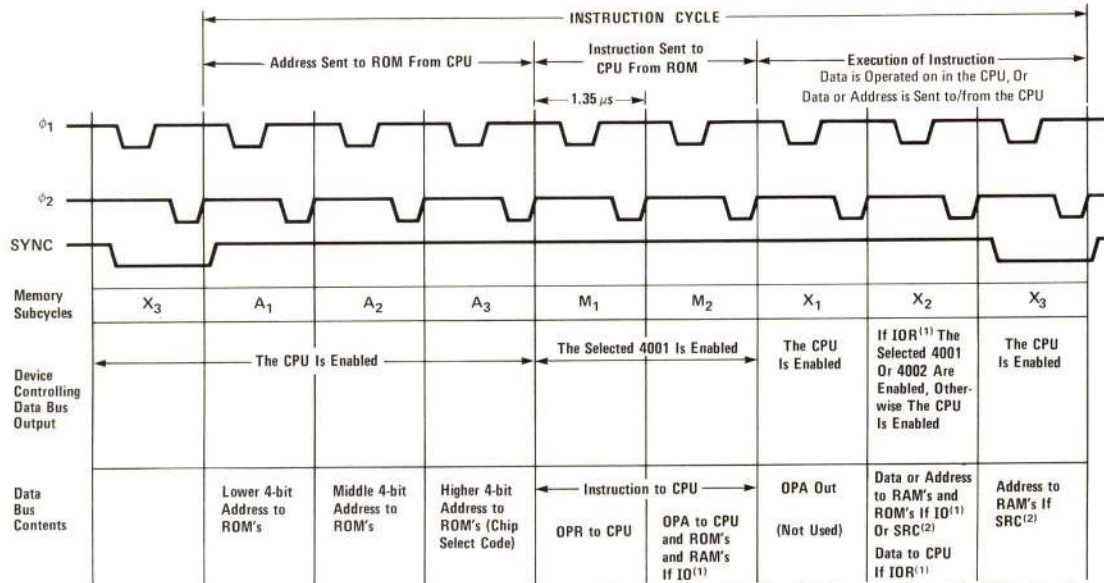 INSTRUCTION CYCLE
Address Sent to ROM From CPU
Instruction Sent to
CPU From ROM
Execution of Instruction
Data is Operated on in the CPU, Or
Data or Address is Sent to/from the CPU
1.35 μs
ϕ1
ϕ2
SYNC
Memory
Subcycles
X3
A1
A2
A3
M1
M2
X1
X2
X3
Device
Controlling
Data Bus
Output
The CPU Is Enabled
The Selected 4001 Is Enabled
The CPU
Is Enabled
If IOR(1) The
Selected 4001
Or 4002 Are
Enabled, Other-
wise The CPU
Is Enabled
The CPU
Is Enabled
Data
Bus
Contents
Lower 4-bit
Address to
ROM's
Middle 4-bit
Address to
ROM's
Higher 4-bit
Address to
ROM's (Chip
Select Code)
Instruction to CPU
OPR to CPU
OPA to CPU
and ROM's
and RAM's
If IO(1)
OPA Out
(Not Used)
Data or Address
to RAM's and
ROM's If IO(1)
Or SRC(2)
Data to CPU
If IOR(1)
Address to
RAM's If
SRC(2)